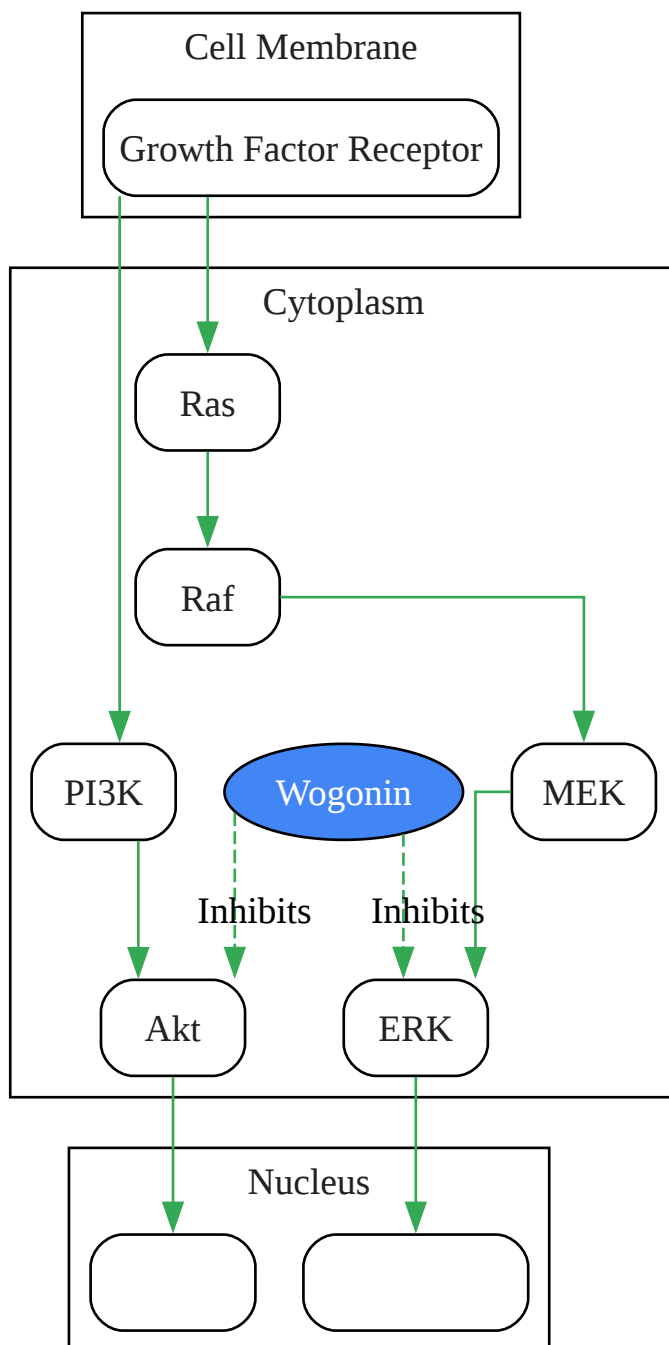 Cell Membrane
Growth Factor Receptor
Cytoplasm
Ras
Raf
PI3K
Wogonin
MEK
Inhibits
Inhibits
Akt
ERK
Nucleus